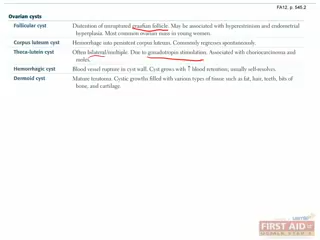 FA12, p. 545.2
Ovarian cysts
Follicular cyst Distention of unruptured graafian follicle. May be associated with hyperestrinism and endometrial
hyperplasia. Most common ovarian mass in young women.
Corpus luteum cyst Hemorrhage into persistent corpus luteum. Commonly regresses spontaneously.
Theca-lutein cyst Often bilateral/multiple. Due to gonadotropin stimulation. Associated with choriocarcinoma and
moles.
Hemorrhagic cyst Blood vessel rupture in cyst wall. Cyst grows with ↑ blood retention; usually self-resolves.
Dermoid cyst Mature teratoma. Cystic growths filled with various types of tissue such as fat, hair, teeth, bits of
bone, and cartilage.
FIRST AID